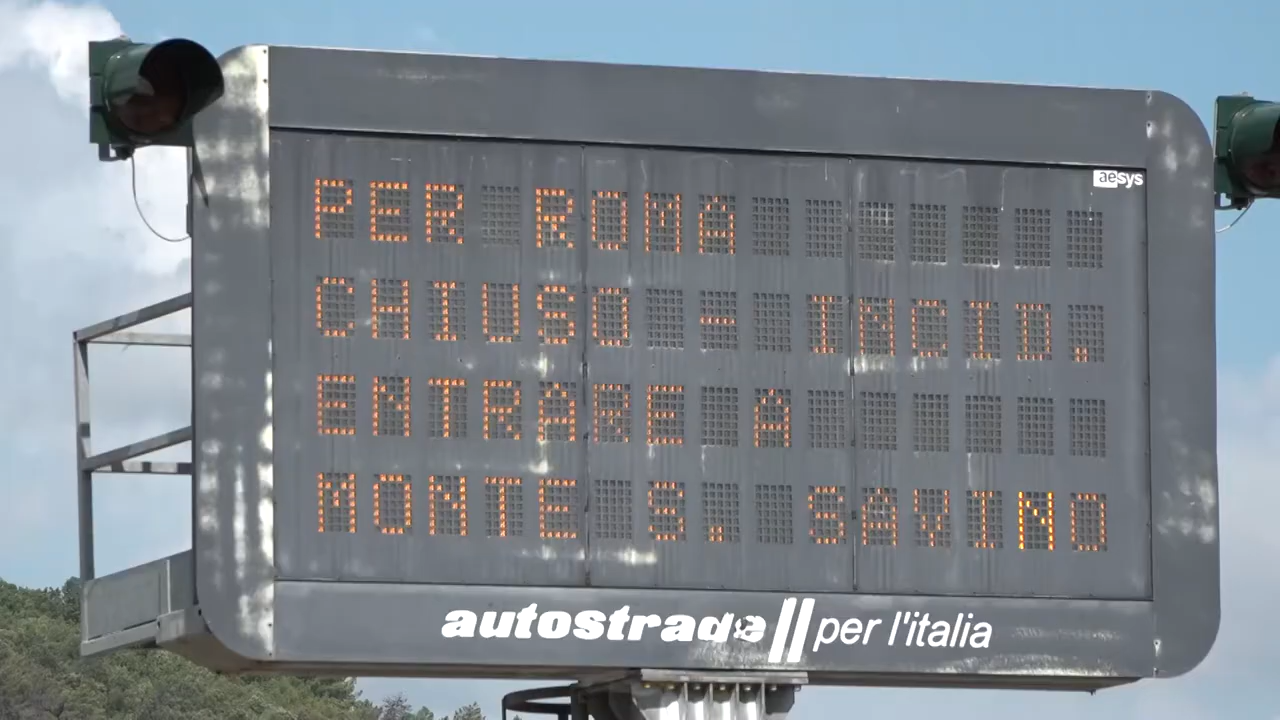 aesys
PER ROMA
CHIUSO = INCID.
ENTRARE A
MONTE S. SAVINO
autostrade // per l'italia